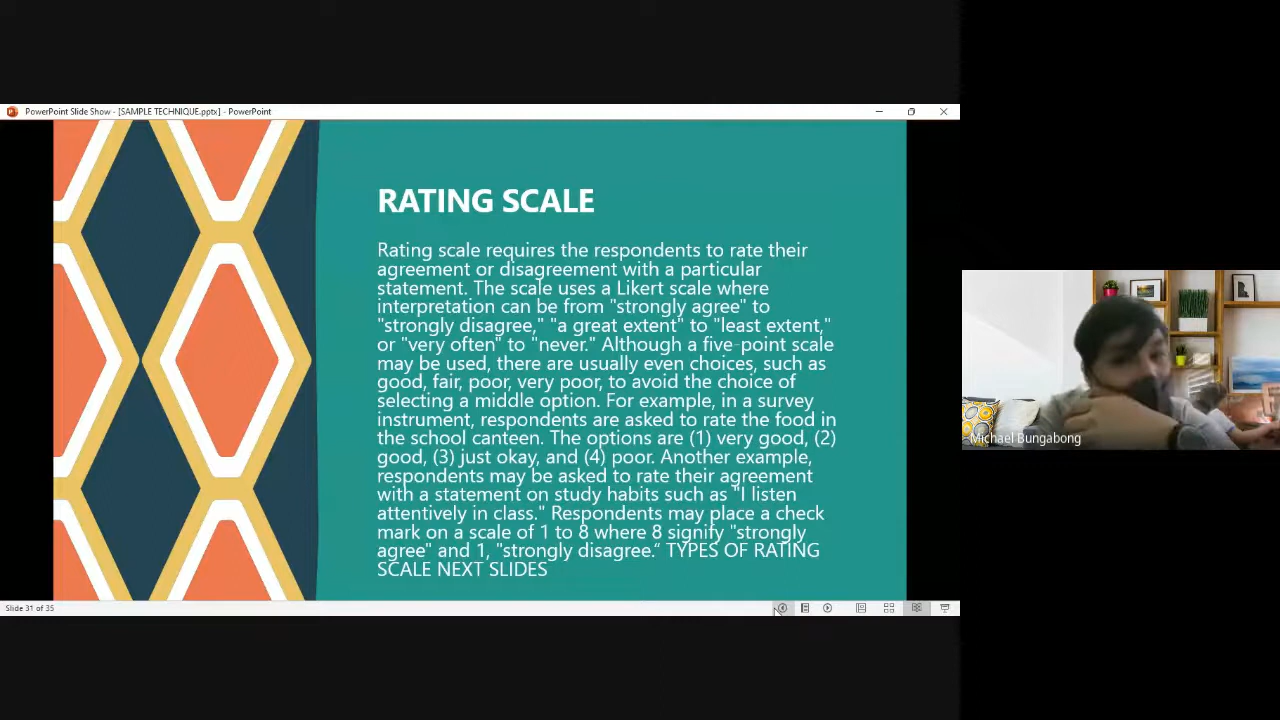 PowerPoint Slide Show - [SAMPLE TECHNIQUE.pptx] - PowerPoint
RATING SCALE
Rating scale requires the respondents to rate their
agreement or disagreement with a particular
statement. The scale uses a Likert scale where
interpretation can be from "strongly agree" to
"strongly disagree," "a great extent" to "least extent,"
or "very often" to "never." Although a five-point scale
may be used, there are usually even choices, such as
good, fair, poor, very poor, to avoid the choice of
selecting a middle option. For example, in a survey
instrument, respondents are asked to rate the food in
the school canteen. The options are (1) very good, (2)
good, (3) just okay, and (4) poor. Another example,
respondents may be asked to rate their agreement
with a statement on study habits such as "I listen
attentively in class." Respondents may place a check
mark on a scale of 1 to 8 where 8 signify "strongly
agree" and 1, "strongly disagree.“ TYPES OF RATING
SCALE NEXT SLIDES
Michael Bungabong
Slide 31 of 35